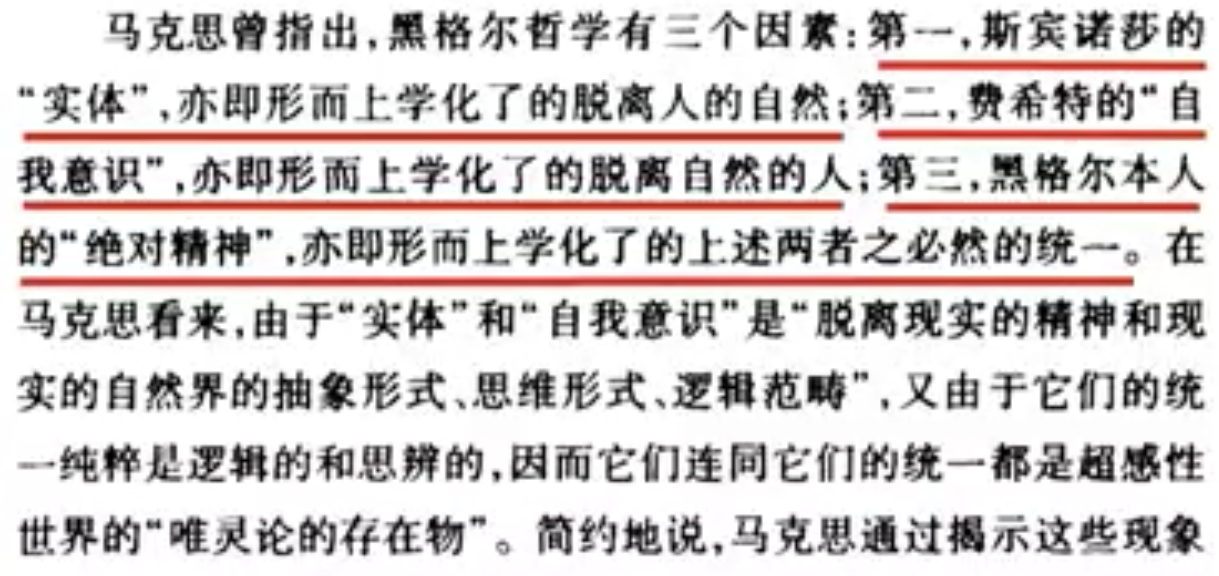 马克思曾指出,黑格尔哲学有三个因素:第一,斯宾诺莎的
“实体”,亦即形而上学化了的脱离人的自然;第二,费希特的“自
我意识”,亦即形而上学化了的脱离自然的人;第三,黑格尔本人
的“绝对精神”,亦即形而上学化了的上述两者之必然的统一。在
马克思看来,由于“实体”和“自我意识”是“脱离现实的精神和现
实的自然界的抽象形式、思维形式、逻辑范畴”,又由于它们的统
一纯粹是逻辑的和思辨的,因而它们连同它们的统一都是超感性
世界的“唯灵论的存在物”。简约地说,马克思通过揭示这些现象